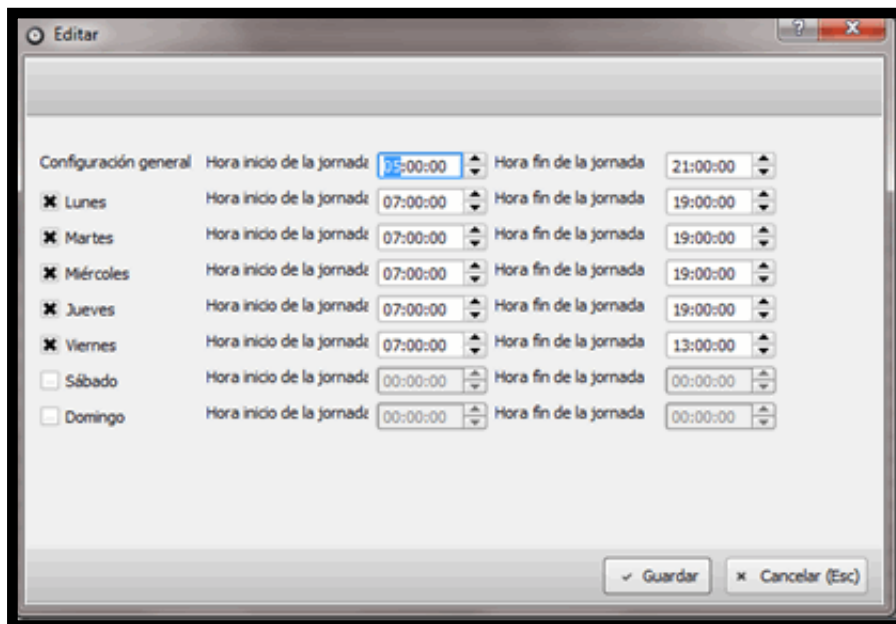 Editar
Configuración general Hora inicio de la jornada 05:00:00 Hora fin de la jornada 21:00:00
Lunes Hora inicio de la jornada 07:00:00 Hora fin de la jornada 19:00:00
Martes Hora inicio de la jornada 07:00:00 Hora fin de la jornada 19:00:00
Miércoles Hora inicio de la jornada 07:00:00 Hora fin de la jornada 19:00:00
Jueves Hora inicio de la jornada 07:00:00 Hora fin de la jornada 19:00:00
Viernes Hora inicio de la jornada 07:00:00 Hora fin de la jornada 13:00:00
Sábado Hora inicio de la jornada 00:00:00 Hora fin de la jornada 00:00:00
Domingo Hora inicio de la jornada 00:00:00 Hora fin de la jornada 00:00:00
Guardar Cancelar (Esc)